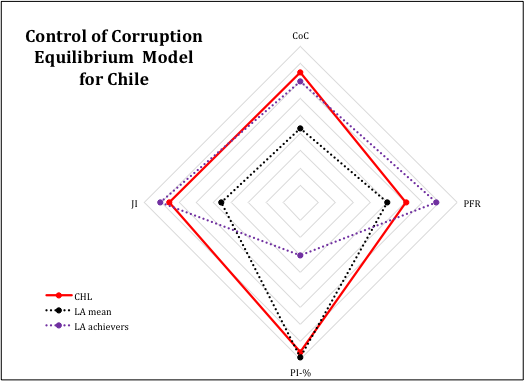 Control of Corruption
Equilibrium Model
for Chile
CoC
JI
PFR
CHL
LA mean
LA achievers
PI-%